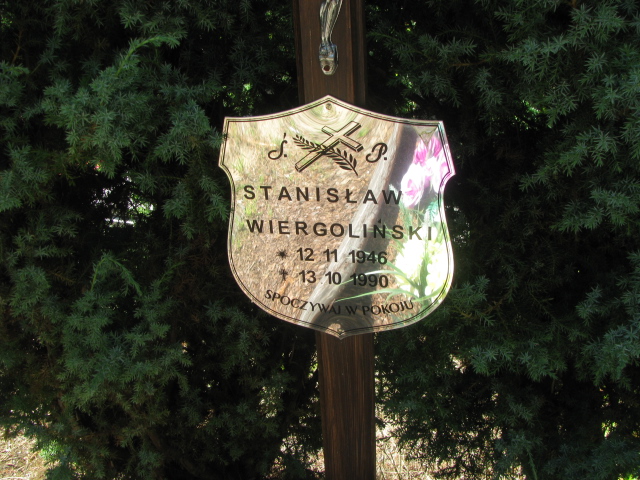 Ś. P.
STANISŁAW
WIERGOLIŃSKI
* 12 11 1946
† 13 10 1990
SPOCZYWAJ W POKOJU